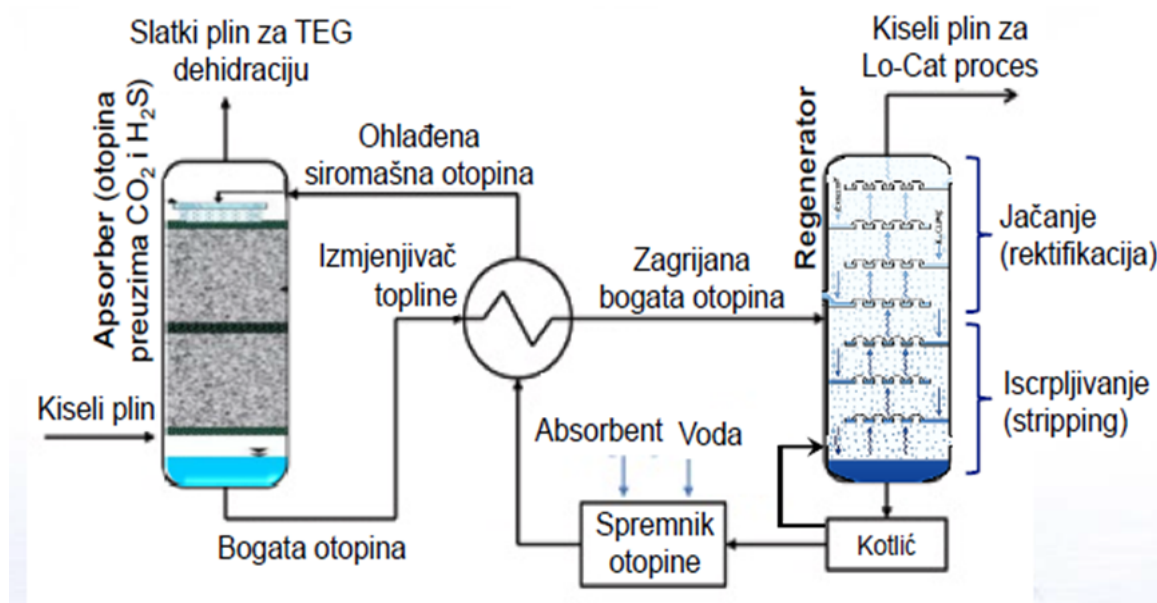 Slatki plin za TEG
dehidraciju
Kiseli plin za
Lo-Cat proces
Apsorber (otopina
preuzima CO₂ i H₂S)
Ohlađena
siromašna otopina
Regenerator
Jačanje
(rektifikacija)
Izmjenjivač
topline
Zagrijana
bogata otopina
Kiseli plin
Iscrpljivanje
(stripping)
Absorbent Voda
Spremnik
otopine
Kotlić
Bogata otopina